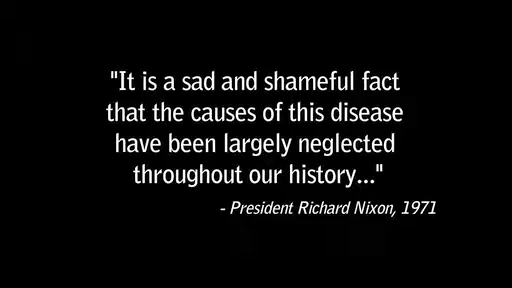 "It is a sad and shameful fact
that the causes of this disease
have been largely neglected
throughout our history..."
- President Richard Nixon, 1971